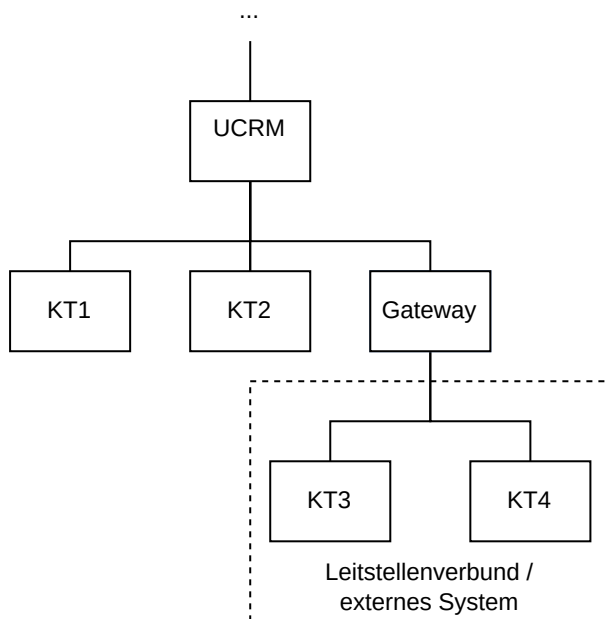 ...
UCRM
KT1
KT2
Gateway
KT3
KT4
Leitstellenverbund /
externes System